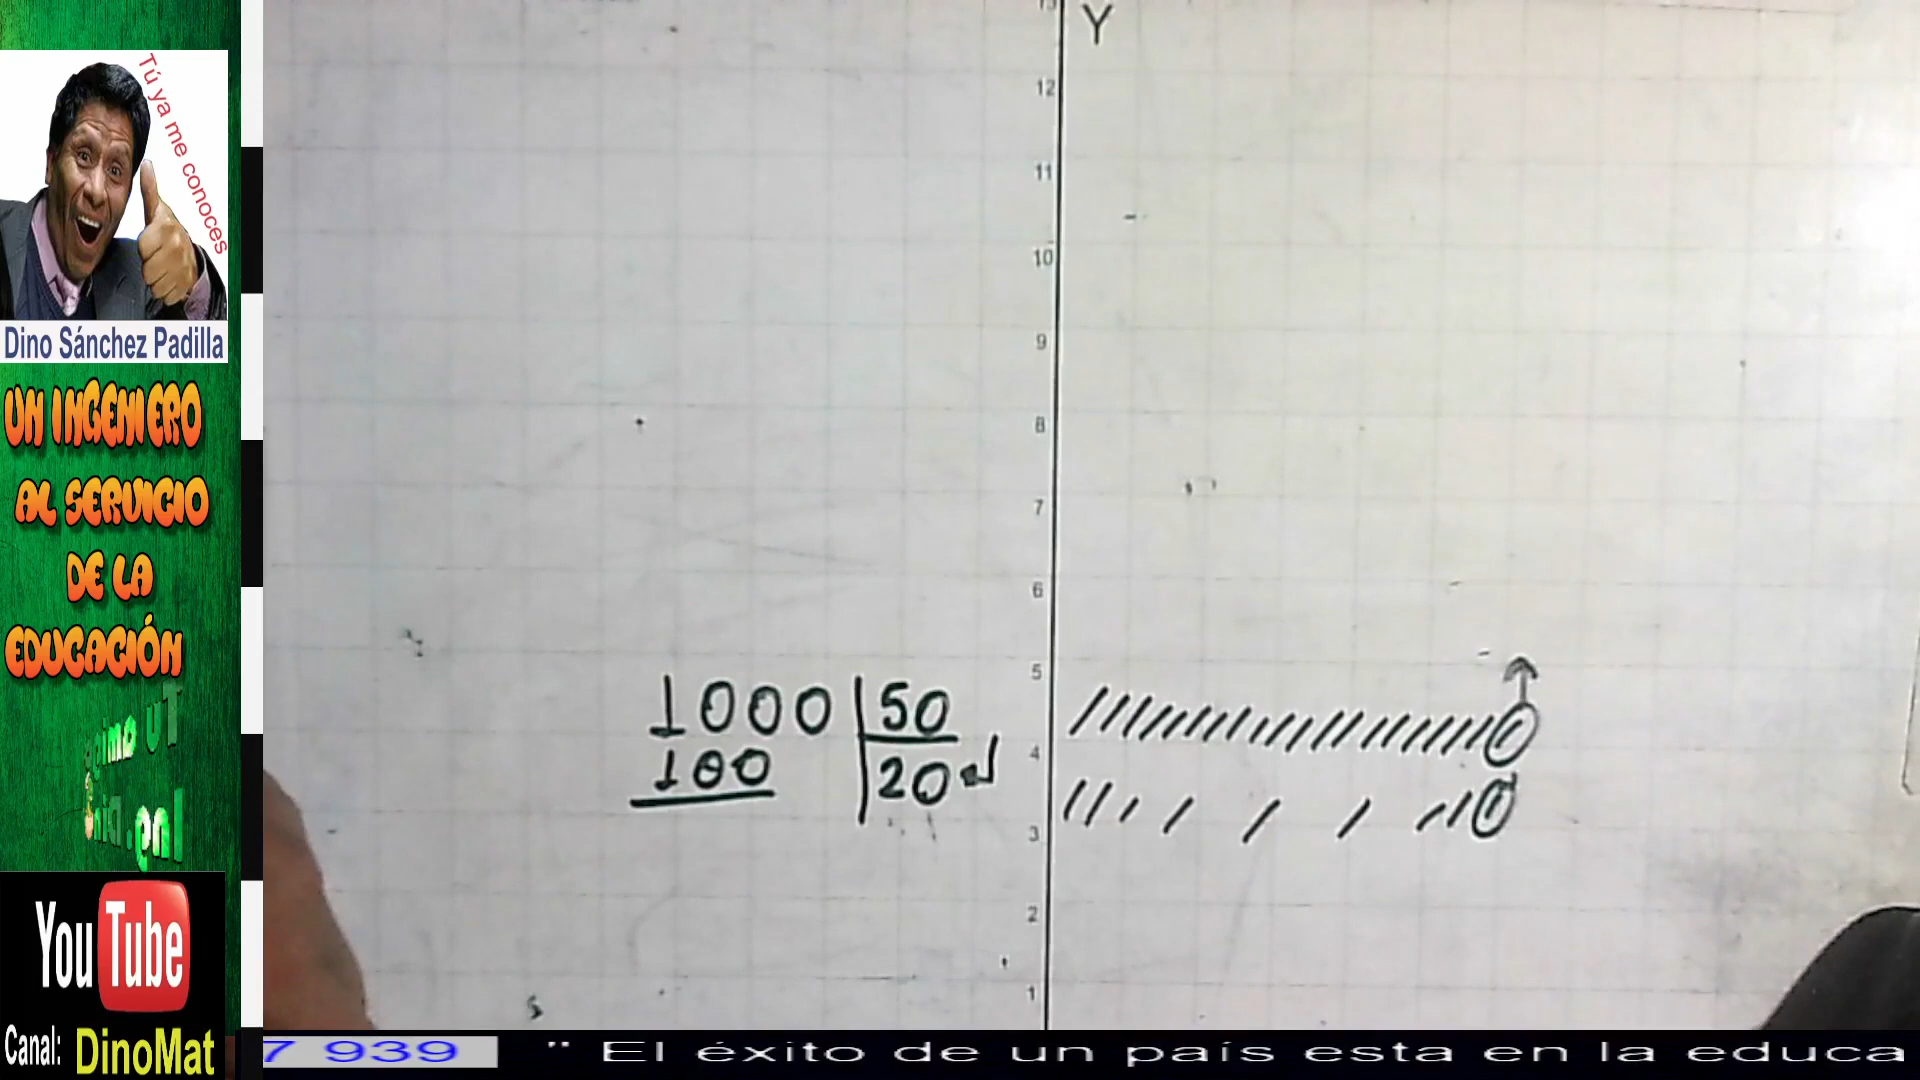 Tú ya me conoces
Dino Sánchez Padilla
UN INGENIERO
AL SERVICIO
DE LA
EDUCACIÓN
You Tube
Canal: DinoMat
Y
12
11
10
9
8
7
6
5
4
3
2
1
1000 50
100 20
7 939 " El éxito de un país esta en la educa